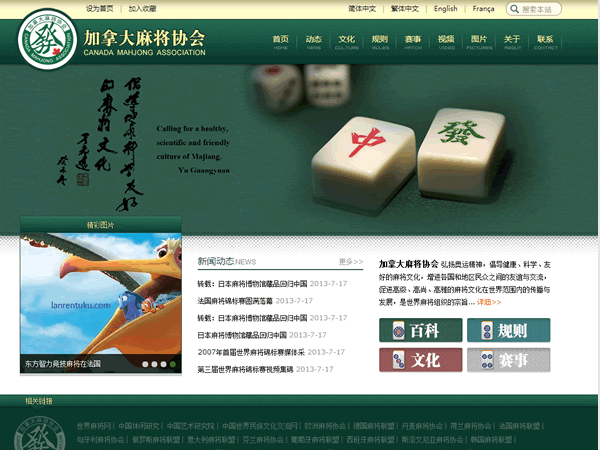 设为首页 | 加入收藏
简体中文 | 繁体中文 | English | França
搜索本站
發
加拿大麻将协会
CANADA MAHJONG ASSOCIATION
首页 动态 文化 规则 赛事 视频 图片 关于 联系
HOME NEWS CULTURE RULES MATCH VIDEO PICTURES ABOUT CONTACT
Calling for a healthy,
scientific and friendly
culture of Majiang.
Yu Guangyuan
中
發
精彩图片
lanrentuku.com
东方智力竞技麻将在法国
新闻动态/NEWS
更多>>
转载：日本麻将博物馆藏品回归中国 2013-7-17
法国麻将锦标赛圆满落幕 2013-7-17
转载：日本麻将博物馆藏品回归中国 2013-7-17
日本麻将博物馆藏品回归中国 2013-7-17
2007年首届世界麻将锦标赛媒体采 2013-7-17
第三届世界麻将锦标赛视频集锦 2013-7-17
加拿大麻将协会 弘扬奥运精神，倡导健康、科学、友
好的麻将文化，增进各国和地区民众之间的友谊与交流，
促进高级、高尚、高雅的麻将文化在世界范围内的传播与
发展，是世界麻将组织的宗旨... 详细>>
百科
规则
文化
赛事
相关链接
世界麻将网 | 中国休闲研究 | 中国艺术研究院 | 中国世界民族文化交流网 | 欧洲麻将协会 | 德国麻将联盟 | 丹麦麻将协会 | 荷兰麻将协会 | 法国麻将联盟 |
匈牙利麻将协会 | 俄罗斯麻将联盟 | 意大利麻将联盟 | 芬兰麻将协会 | 葡萄牙麻将联盟 | 西班牙麻将联盟 | 斯洛文尼亚麻将协会 | 韩国麻将联盟 |